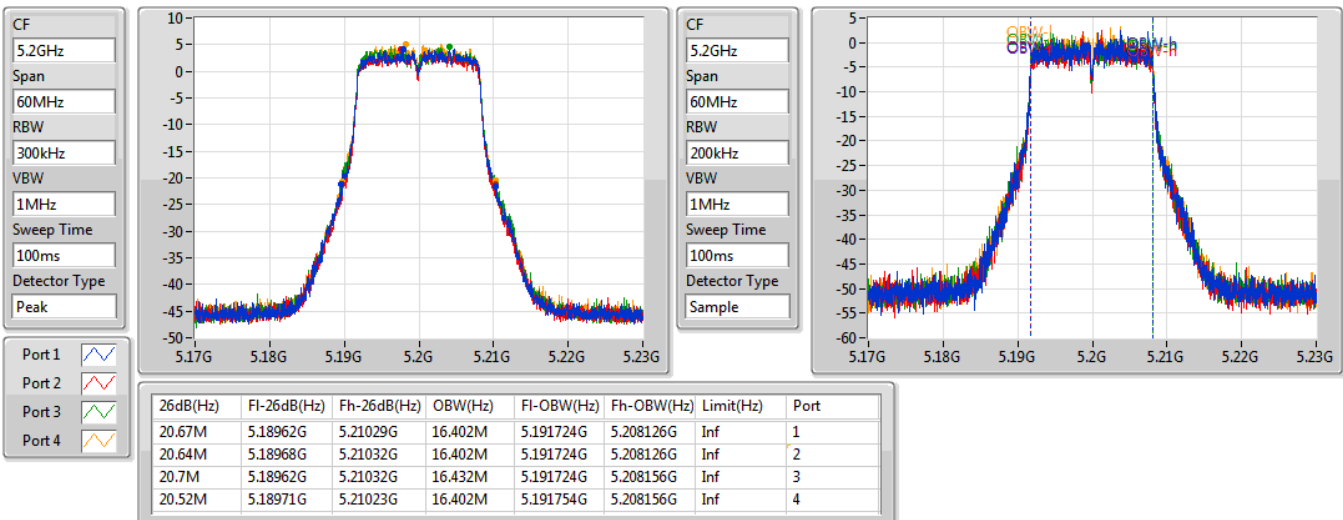 CF
5.2GHz
Span
60MHz
RBW
300kHz
VBW
1MHz
Sweep Time
100ms
Detector Type
Peak
10
5
0
-5
-10
-15
-20
-25
-30
-35
-40
-45
-50
5.17G 5.18G 5.19G 5.2G 5.21G 5.22G 5.23G
CF
5.2GHz
Span
60MHz
RBW
200kHz
VBW
1MHz
Sweep Time
100ms
Detector Type
Sample
5
0
-5
-10
-15
-20
-25
-30
-35
-40
-45
-50
-55
-60
5.17G 5.18G 5.19G 5.2G 5.21G 5.22G 5.23G
Port 1
Port 2
Port 3
Port 4
26dB(Hz) Fl-26dB(Hz) Fh-26dB(Hz) OBW(Hz) Fl-OBW(Hz) Fh-OBW(Hz) Limit(Hz) Port
20.67M 5.18962G 5.21029G 16.402M 5.191724G 5.208126G Inf 1
20.64M 5.18968G 5.21032G 16.402M 5.191724G 5.208126G Inf 2
20.7M 5.18962G 5.21032G 16.432M 5.191724G 5.208156G Inf 3
20.52M 5.18971G 5.21023G 16.402M 5.191754G 5.208156G Inf 4